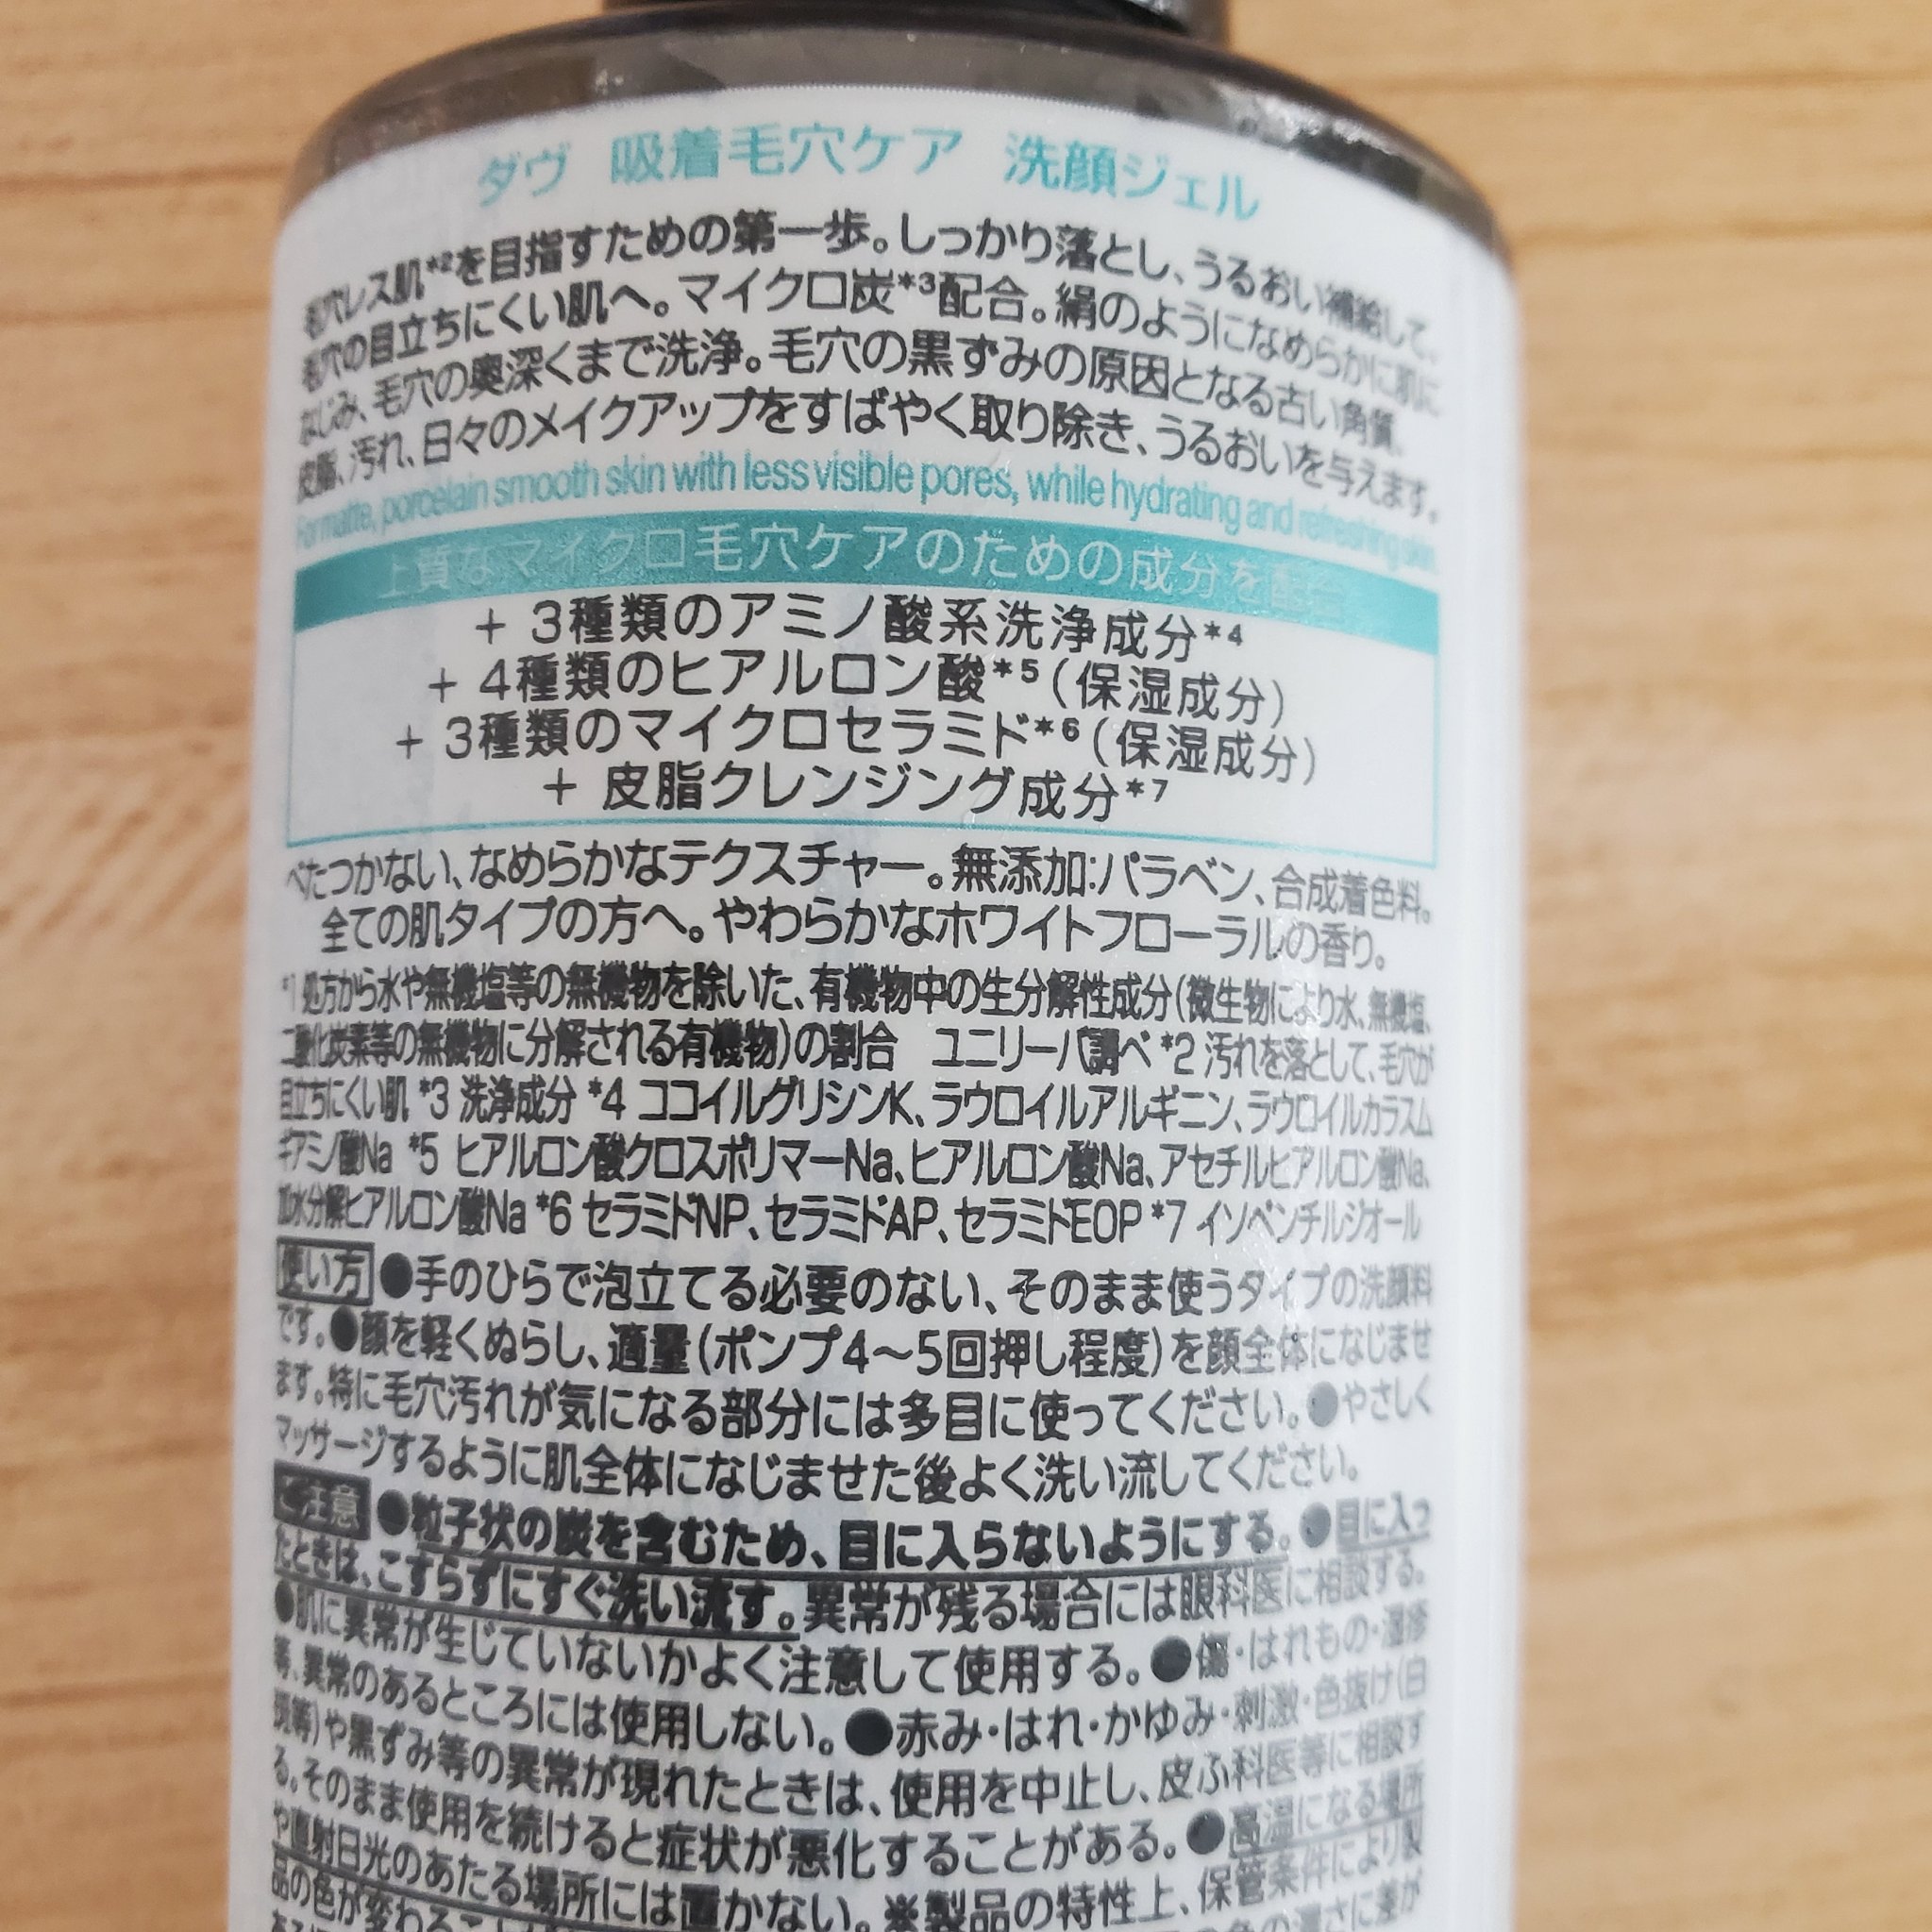 ダヴ 吸着毛穴ケア 洗顔ジェル
毛穴レス肌*2を目指すための第一歩。しっかり落とし、うるおい補給して、
毛穴の目立ちにくい肌へ。マイクロ炭*3配合。絹のようになめらかに肌に
なじみ、毛穴の奥深くまで洗浄。毛穴の黒ずみの原因となる古い角質、
皮脂、汚れ、日々のメイクアップをすばやく取り除き、うるおいを与えます。
For matte, porcelain smooth skin with less visible pores, while hydrating and refreshing skin.
上質なマイクロ毛穴ケアのための成分を配合
+ 3種類のアミノ酸系洗浄成分*4
+ 4種類のヒアルロン酸*5(保湿成分)
+ 3種類のマイクロセラミド*6(保湿成分)
+ 皮脂クレンジング成分*7
べたつかない、なめらかなテクスチャー。無添加:パラベン、合成着色料。
全ての肌タイプの方へ。やわらかなホワイトフローラルの香り。
*1 処方から水や無機塩等の無機物を除いた、有機物中の生分解性成分(微生物により水、無機塩、
二酸化炭素等の無機物に分解される有機物)の割合 ユニリーバ調べ *2 汚れを落として、毛穴が
目立ちにくい肌 *3 洗浄成分 *4 ココイルグリシンK、ラウロイルアルギニン、ラウロイルカラスム
ギアミノ酸Na *5 ヒアルロン酸クロスポリマーNa、ヒアルロン酸Na、アセチルヒアルロン酸Na、
加水分解ヒアルロン酸Na *6 セラミドNP、セラミドAP、セラミドEOP *7 イソペンチルジオール
使い方 ●手のひらで泡立てる必要のない、そのまま使うタイプの洗顔料
です。●顔を軽くぬらし、適量(ポンプ4～5回押し程度)を顔全体になじませ
ます。特に毛穴汚れが気になる部分には多目に使ってください。●やさしく
マッサージするように肌全体になじませた後よく洗い流してください。
ご注意 ●粒子状の炭を含むため、目に入らないようにする。●目に入っ
たときは、こすらずにすぐ洗い流す。異常が残る場合には眼科医に相談する。
●肌に異常が生じていないかよく注意して使用する。●傷・はれもの・湿疹
等、異常のあるところには使用しない。●赤み・はれ・かゆみ・刺激・色抜け(白
斑等)や黒ずみ等の異常が現れたときは、使用を中止し、皮ふ科医等に相談す
る。そのまま使用を続けると症状が悪化することがある。●高温になる場所
や直射日光のあたる場所には置かない。※製品の特性上、保管条件により製
品の色が変わること